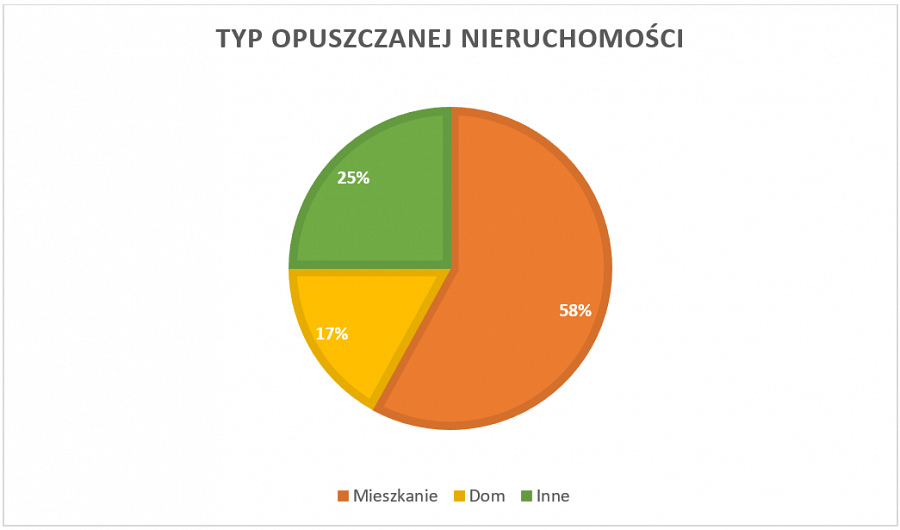 TYP OPUSZCZANEJ NIERUCHOMOŚCI
25%
58%
17%
Mieszkanie Dom Inne